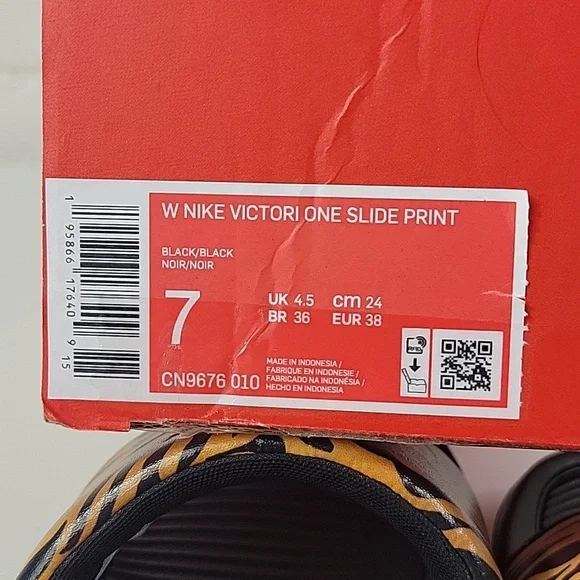 W NIKE VICTORI ONE SLIDE PRINT
BLACK/BLACK
NOIR/NOIR
7
UK 4.5 cm 24
BR 36 EUR 38
MADE IN INDONESIA /
FABRIQUE EN INDONESIE /
FABRICADO NA INDONÉSIA /
HECHO EN INDONESIA
CN9676 010
RFID
1 95866 17640 9 15